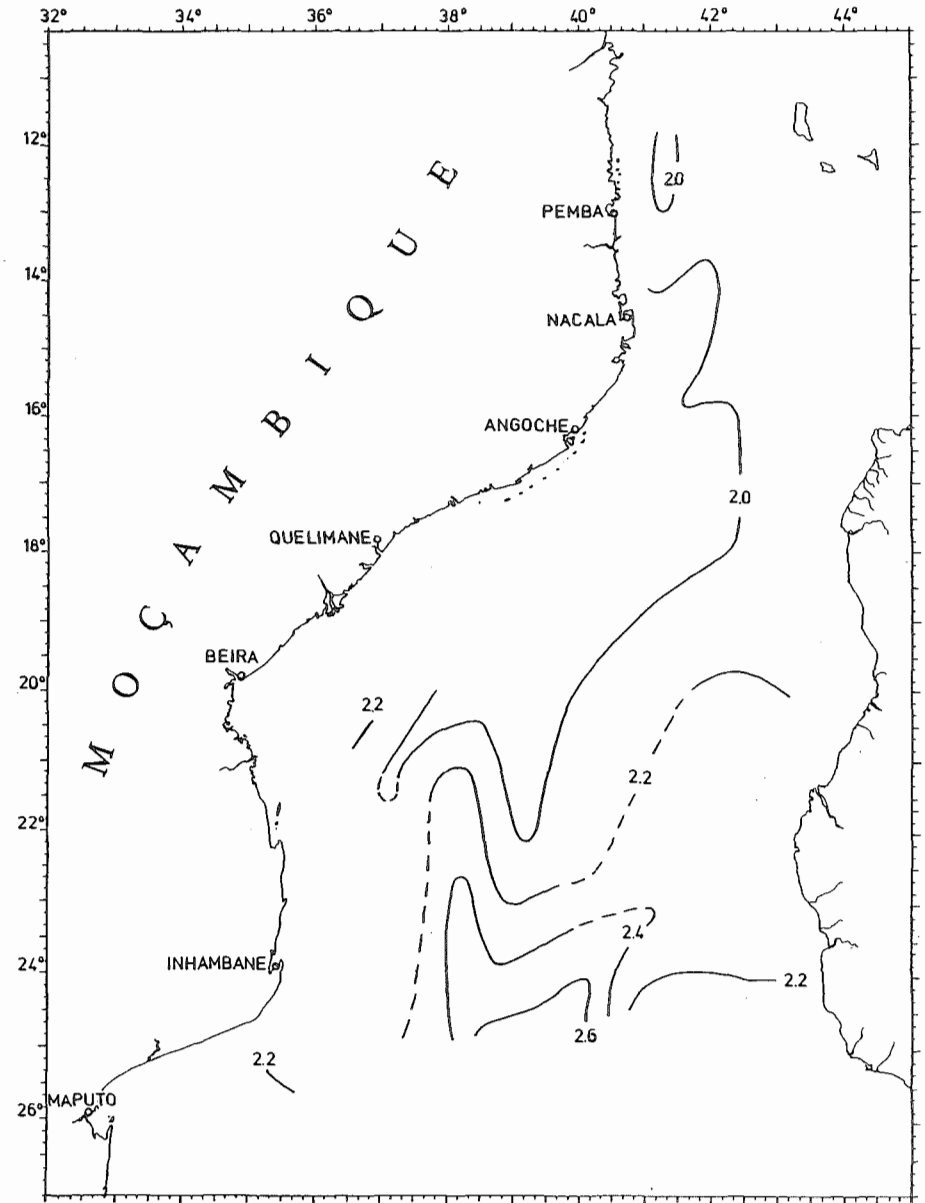 32° 34° 36° 38° 40° 42° 44°
12°
2.0
PEMBA
14°
NACALA
16°
ANGOCHE
2.0
QUELIMANE
18°
MOÇAMBIQUE
BEIRA
20°
2.2
2.2
22°
2.4
INHAMBANE
24°
2.2
2.6
2.2
MAPUTO
26°